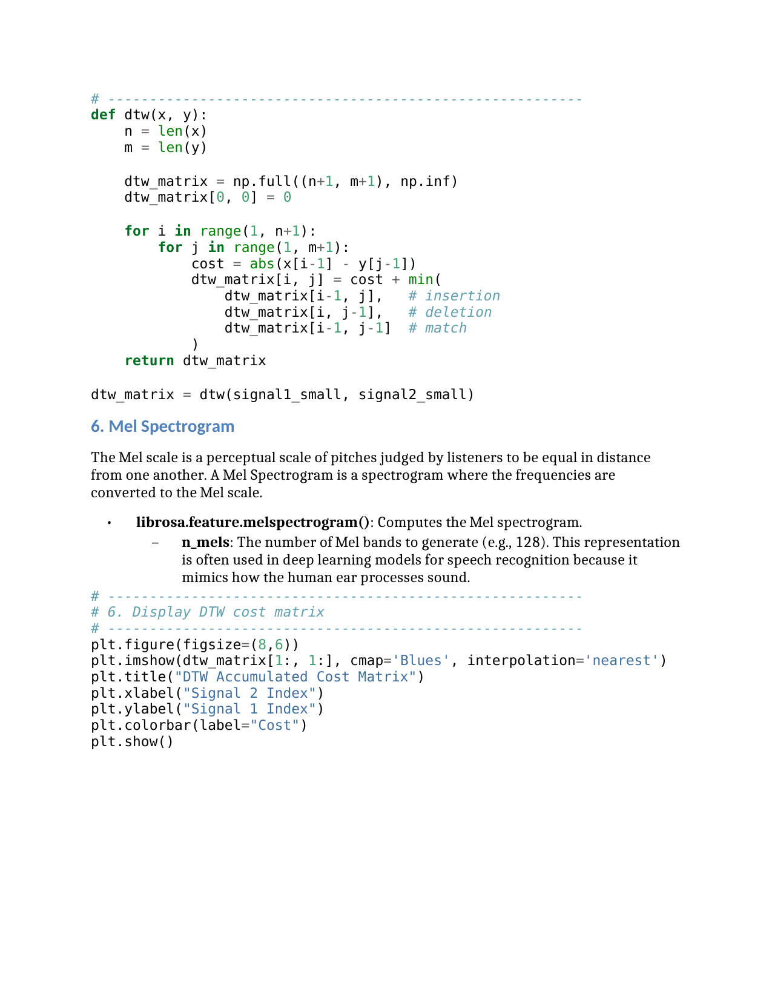 # ---------------------------------------------------------
def dtw(x, y):
    n = len(x)
    m = len(y)

    dtw_matrix = np.full((n+1, m+1), np.inf)
    dtw_matrix[0, 0] = 0

    for i in range(1, n+1):
        for j in range(1, m+1):
            cost = abs(x[i-1] - y[j-1])
            dtw_matrix[i, j] = cost + min(
                dtw_matrix[i-1, j],   # insertion
                dtw_matrix[i, j-1],   # deletion
                dtw_matrix[i-1, j-1]  # match
            )
    return dtw_matrix

dtw_matrix = dtw(signal1_small, signal2_small)
6. Mel Spectrogram
The Mel scale is a perceptual scale of pitches judged by listeners to be equal in distance
from one another. A Mel Spectrogram is a spectrogram where the frequencies are
converted to the Mel scale.
• librosa.feature.melspectrogram(): Computes the Mel spectrogram.
– n_mels: The number of Mel bands to generate (e.g., 128). This representation
is often used in deep learning models for speech recognition because it
mimics how the human ear processes sound.
# ---------------------------------------------------------
# 6. Display DTW cost matrix
# ---------------------------------------------------------
plt.figure(figsize=(8,6))
plt.imshow(dtw_matrix[1:, 1:], cmap='Blues', interpolation='nearest')
plt.title("DTW Accumulated Cost Matrix")
plt.xlabel("Signal 2 Index")
plt.ylabel("Signal 1 Index")
plt.colorbar(label="Cost")
plt.show()